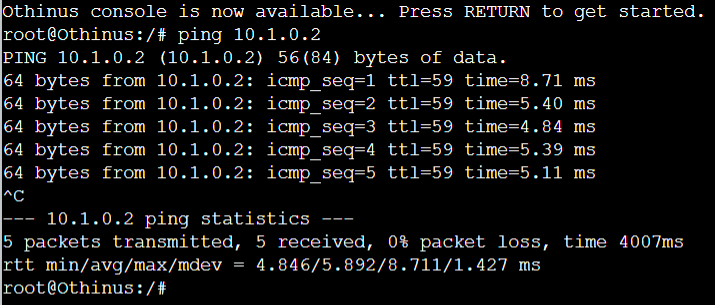 Othinus console is now available... Press RETURN to get started.
root@Othinus:/# ping 10.1.0.2
PING 10.1.0.2 (10.1.0.2) 56(84) bytes of data.
64 bytes from 10.1.0.2: icmp_seq=1 ttl=59 time=8.71 ms
64 bytes from 10.1.0.2: icmp_seq=2 ttl=59 time=5.40 ms
64 bytes from 10.1.0.2: icmp_seq=3 ttl=59 time=4.84 ms
64 bytes from 10.1.0.2: icmp_seq=4 ttl=59 time=5.39 ms
64 bytes from 10.1.0.2: icmp_seq=5 ttl=59 time=5.11 ms
^C
--- 10.1.0.2 ping statistics ---
5 packets transmitted, 5 received, 0% packet loss, time 4007ms
rtt min/avg/max/mdev = 4.846/5.892/8.711/1.427 ms
root@Othinus:/#